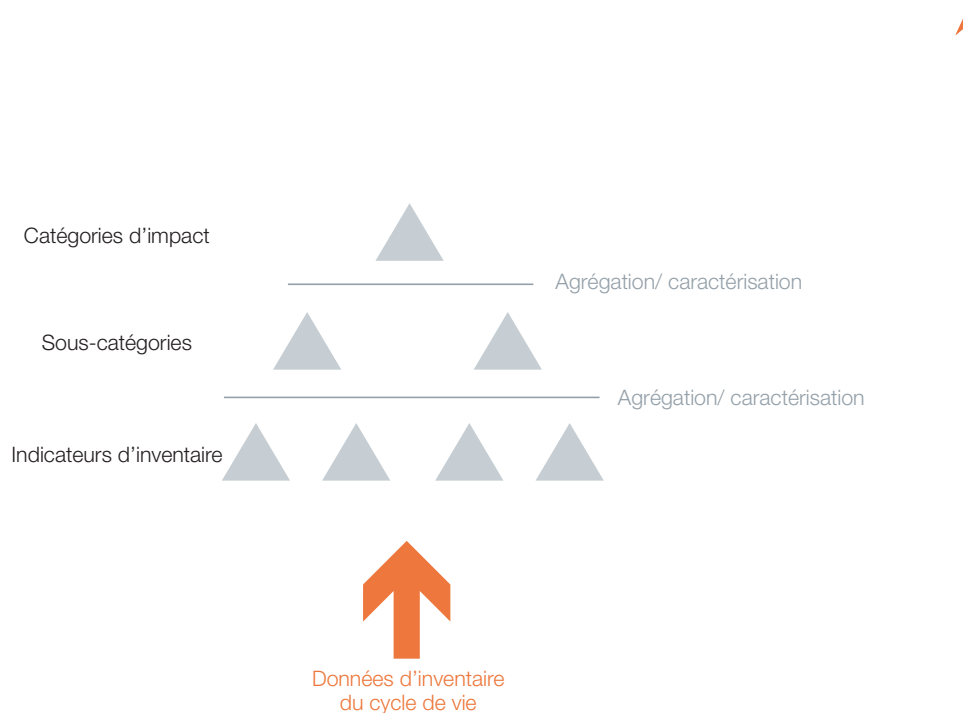 Catégories d’impact
Agrégation/ caractérisation
Sous-catégories
Agrégation/ caractérisation
Indicateurs d’inventaire
Données d’inventaire
du cycle de vie